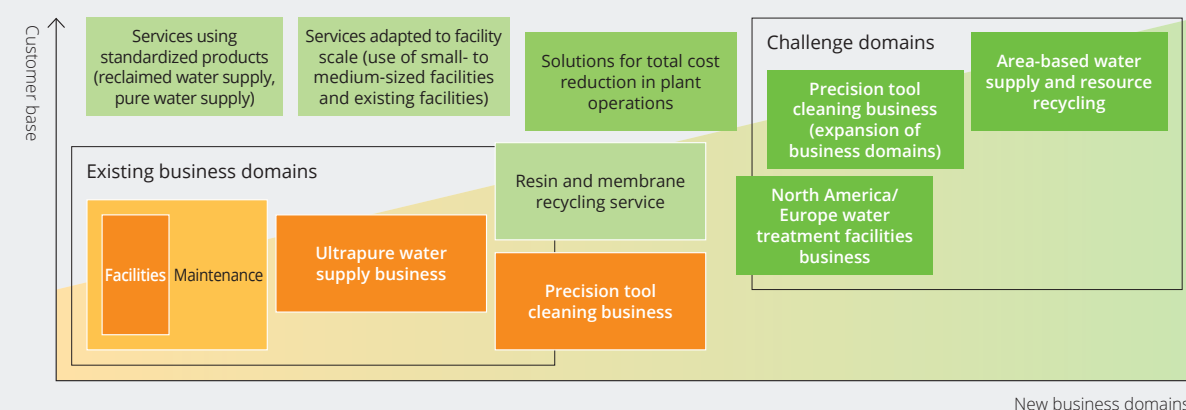 Customer base
Services using
standardized products
(reclaimed water supply,
pure water supply)
Services adapted to facility
scale (use of small- to
medium-sized facilities
and existing facilities)
Solutions for total cost
reduction in plant
operations
Challenge domains
Precision tool
cleaning business
(expansion of
business domains)
Area-based water
supply and resource
recycling
Existing business domains
Facilities
Maintenance
Ultrapure water
supply business
Resin and membrane
recycling service
Precision tool
cleaning business
North America/
Europe water
treatment facilities
business
New business domains